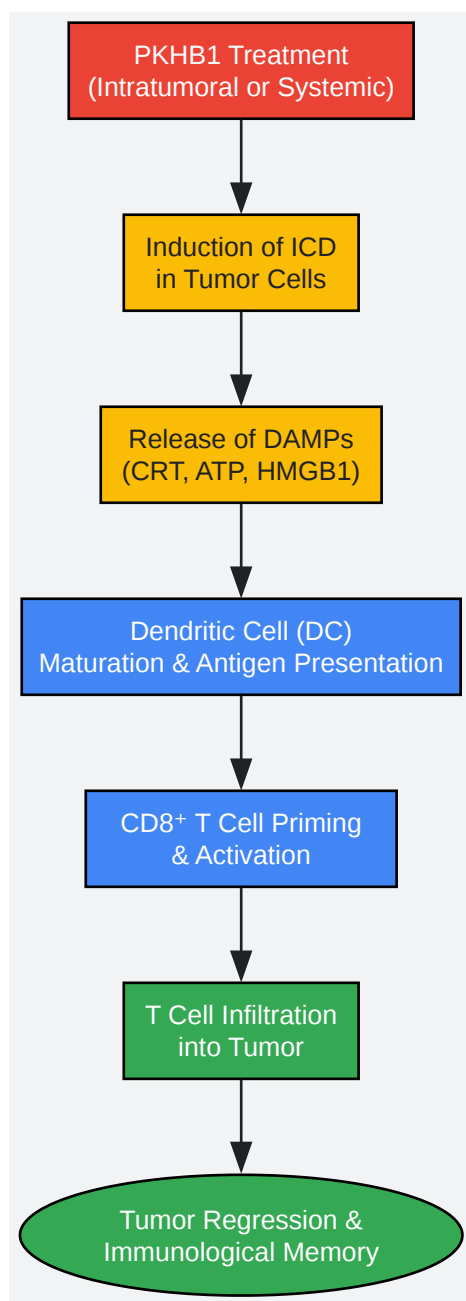 PKHB1 Treatment
(Intratumoral or Systemic)
Induction of ICD
in Tumor Cells
Release of DAMPs
(CRT, ATP, HMGB1)
Dendritic Cell (DC)
Maturation & Antigen Presentation
CD8⁺ T Cell Priming
& Activation
T Cell Infiltration
into Tumor
Tumor Regression &
Immunological Memory